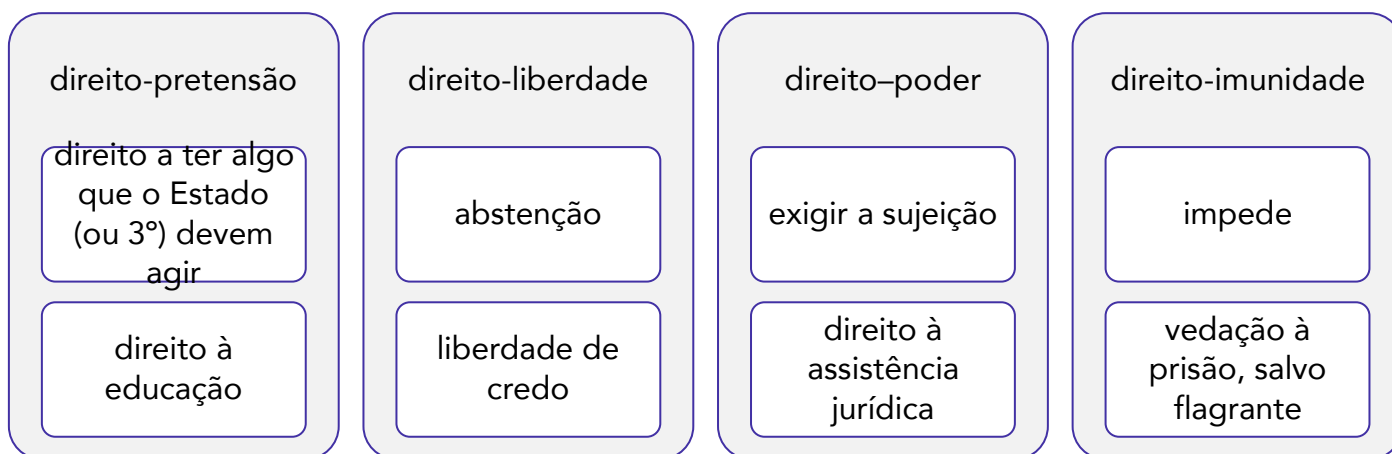 direito-pretensão
direito a ter algo
que o Estado
(ou 3º) devem
agir
direito à
educação
direito-liberdade
abstenção
liberdade de
credo
direito–poder
exigir a sujeição
direito à
assistência
jurídica
direito-imunidade
impede
vedação à
prisão, salvo
flagrante